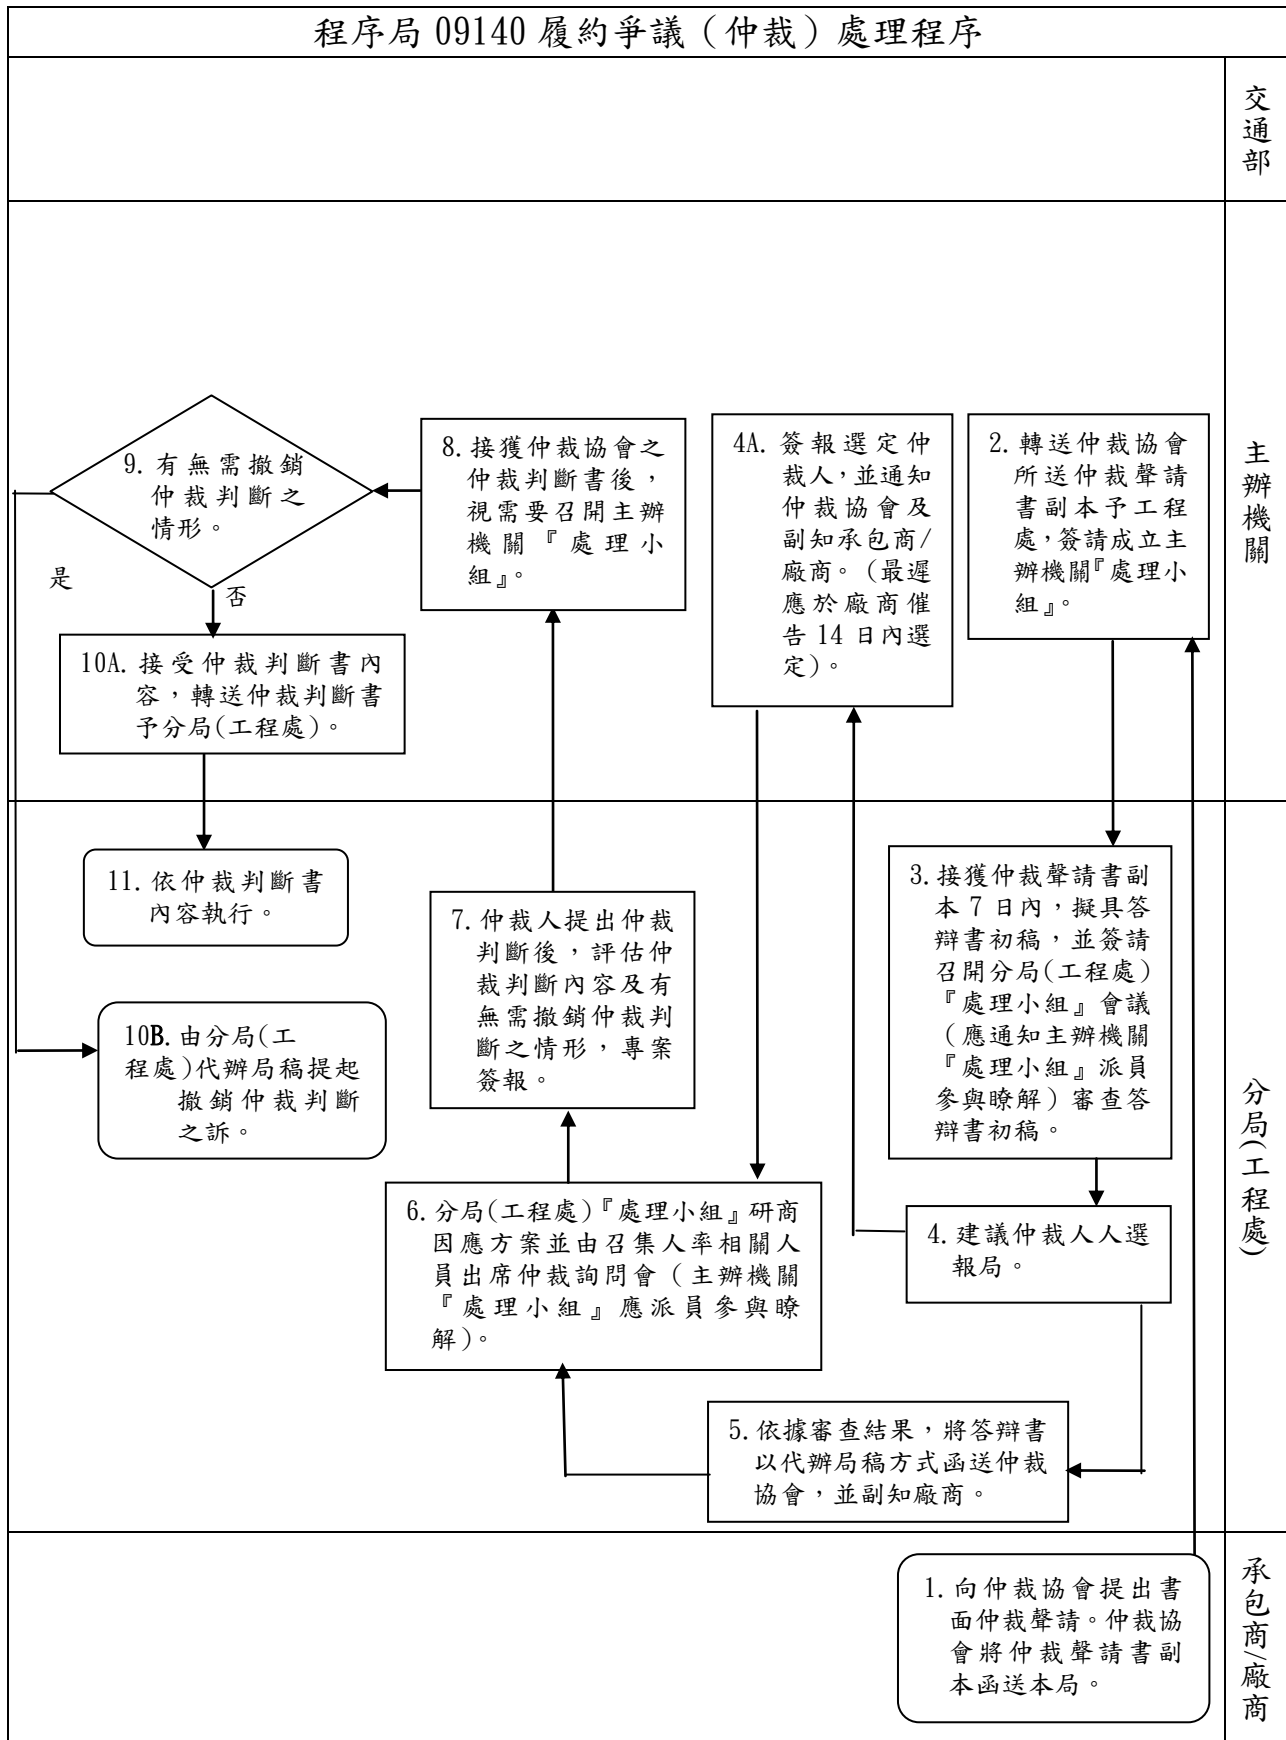 程序局 09140 履約爭議（仲裁）處理程序
交通部
主辦機關
9. 有無需撤銷
仲裁判斷之
情形。
是
否
8. 接獲仲裁協會之
仲裁判斷書後，
視需要召開主辦
機關『處理小
組』。
4A. 簽報選定仲
裁人，並通知
仲裁協會及
副知承包商/
廠商。（最遲
應於廠商催
告 14 日內選
定）。
2. 轉送仲裁協會
所送仲裁聲請
書副本予工程
處，簽請成立主
辦機關『處理小
組』。
10A. 接受仲裁判斷書內
容，轉送仲裁判斷書
予分局(工程處)。
分局(工程處)
11. 依仲裁判斷書
內容執行。
10B. 由分局(工
程處)代辦局稿提起
撤銷仲裁判斷
之訴。
7. 仲裁人提出仲裁
判斷後，評估仲
裁判斷內容及有
無需撤銷仲裁判
斷之情形，專案
簽報。
3. 接獲仲裁聲請書副
本 7 日內，擬具答
辯書初稿，並簽請
召開分局(工程處)
『處理小組』會議
（應通知主辦機關
『處理小組』派員
參與瞭解）審查答
辯書初稿。
6. 分局(工程處)『處理小組』研商
因應方案並由召集人率相關人
員出席仲裁詢問會（主辦機關
『處理小組』應派員參與瞭
解）。
4. 建議仲裁人人選
報局。
5. 依據審查結果，將答辯書
以代辦局稿方式函送仲裁
協會，並副知廠商。
承包商/廠商
1. 向仲裁協會提出書
面仲裁聲請。仲裁協
會將仲裁聲請書副
本函送本局。